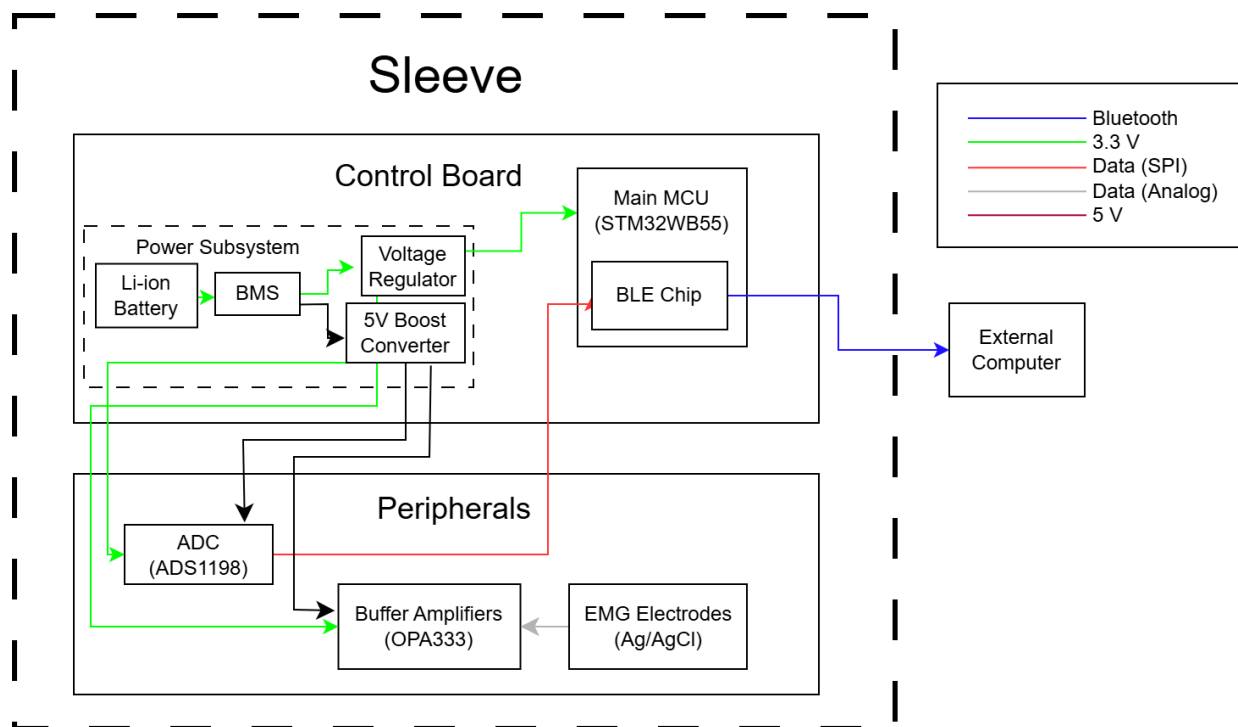 Sleeve
Control Board
Power Subsystem
Li-ion
Battery
BMS
Voltage
Regulator
5V Boost
Converter
Main MCU
(STM32WB55)
BLE Chip
Bluetooth
3.3 V
Data (SPI)
Data (Analog)
5 V
External
Computer
Peripherals
ADC
(ADS1198)
Buffer Amplifiers
(OPA333)
EMG Electrodes
(Ag/AgCl)